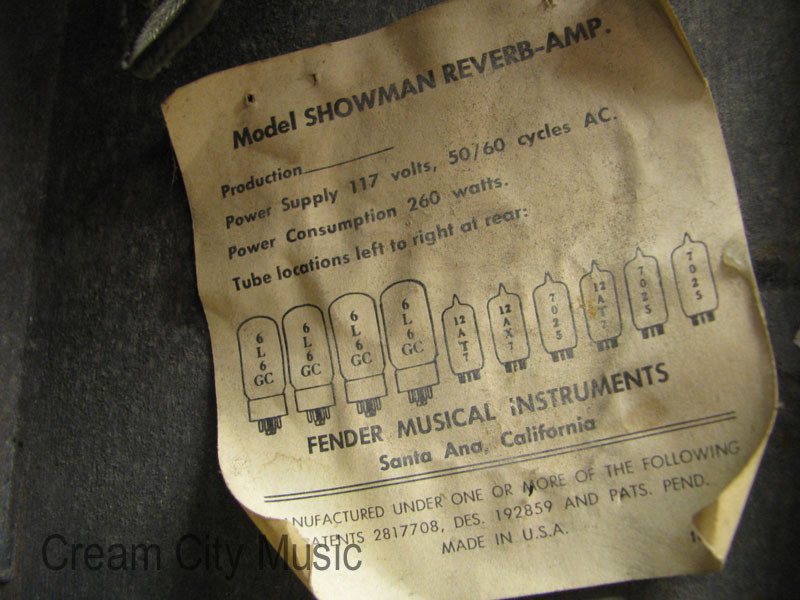 Model SHOWMAN REVERB-AMP.
Production
Power Supply 117 volts, 50/60 cycles AC.
Power Consumption 260 watts.
Tube locations left to right at rear:
6L6GC 6L6GC 6L6GC 6L6GC 12AT7 12AX7 7025 12AT7 7025 7025
FENDER MUSICAL INSTRUMENTS
Santa Ana, California
NUFACTURED UNDER ONE OR MORE OF THE FOLLOWING
ATENTS 2817708, DES. 192859 AND PATS. PEND.
MADE IN U.S.A.
Cream City Music